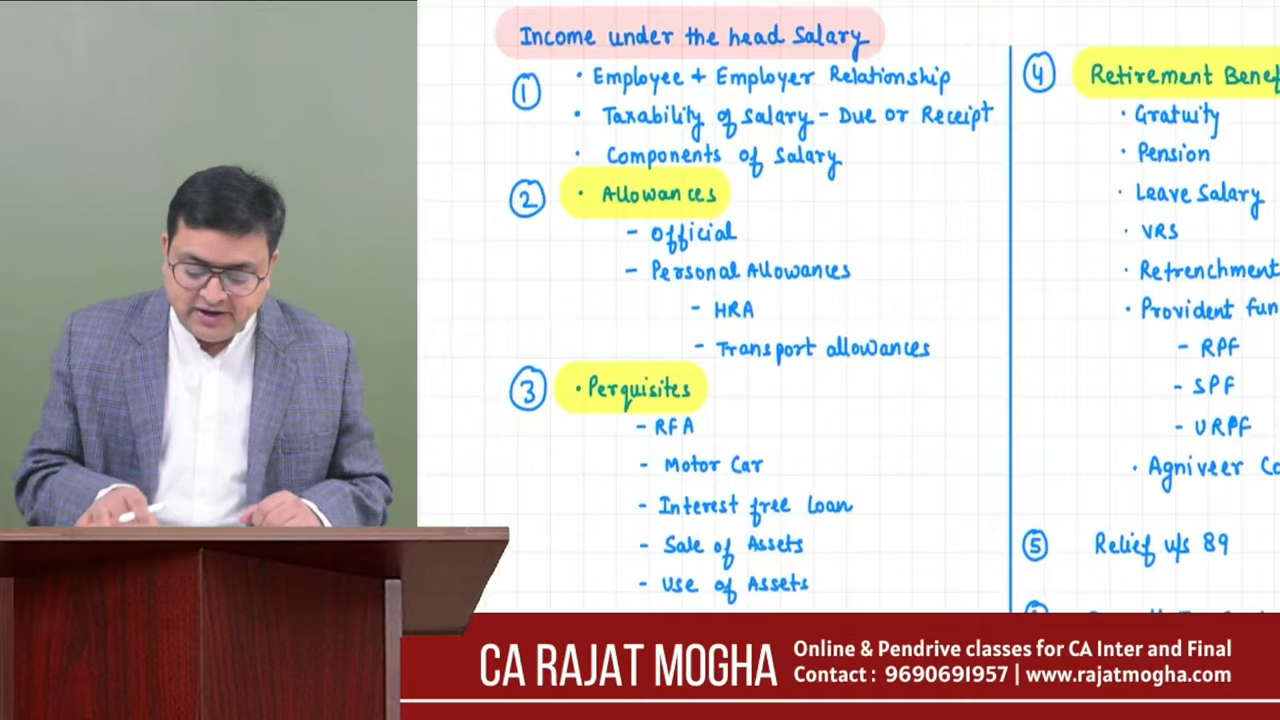 Income under the head Salary
① • Employee + Employer Relationship
• Taxability of Salary - Due or Receipt
• Components of Salary
② • Allowances
- Official
- Personal Allowances
- HRA
- Transport allowances
③ • Perquisites
- RFA
- Motor Car
- Interest free Loan
- Sale of Assets
- Use of Assets
④ Retirement Benef
• Gratuity
• Pension
• Leave Salary
• VRS
• Retrenchment
• Provident fun
- RPF
- SPF
- URPF
• Agniveer Co
⑤ Relief u/s 89
CA RAJAT MOGHA
Online & Pendrive classes for CA Inter and Final
Contact : 9690691957 | www.rajatmogha.com